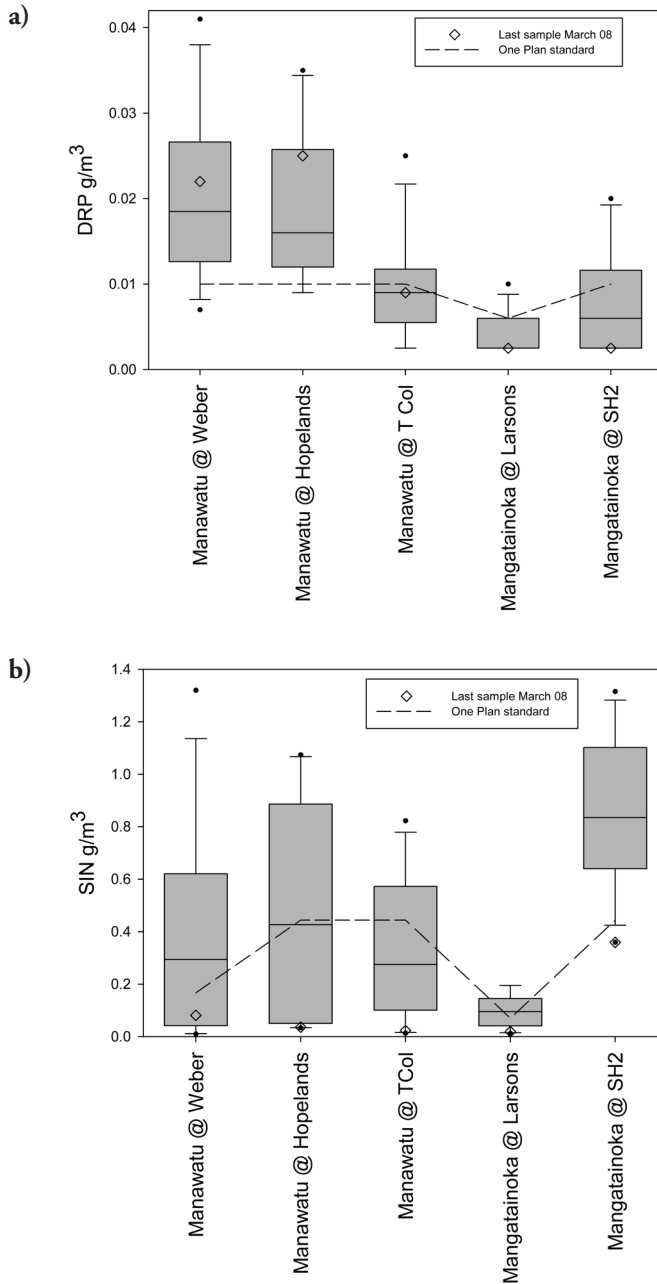 a)
0.04
0.03
0.02
0.01
0.00
DRP g/m³
Last sample March 08
One Plan standard
Manawatu @ Weber
Manawatu @ Hopelands
Manawatu @ T Col
Mangatainoka @ Larsons
Mangatainoka @ SH2
b)
1.4
1.2
1.0
0.8
0.6
0.4
0.2
0.0
SIN g/m³
Last sample March 08
One Plan standard
Manawatu @ Weber
Manawatu @ Hopelands
Manawatu @ TCol
Mangatainoka @ Larsons
Mangatainoka @ SH2